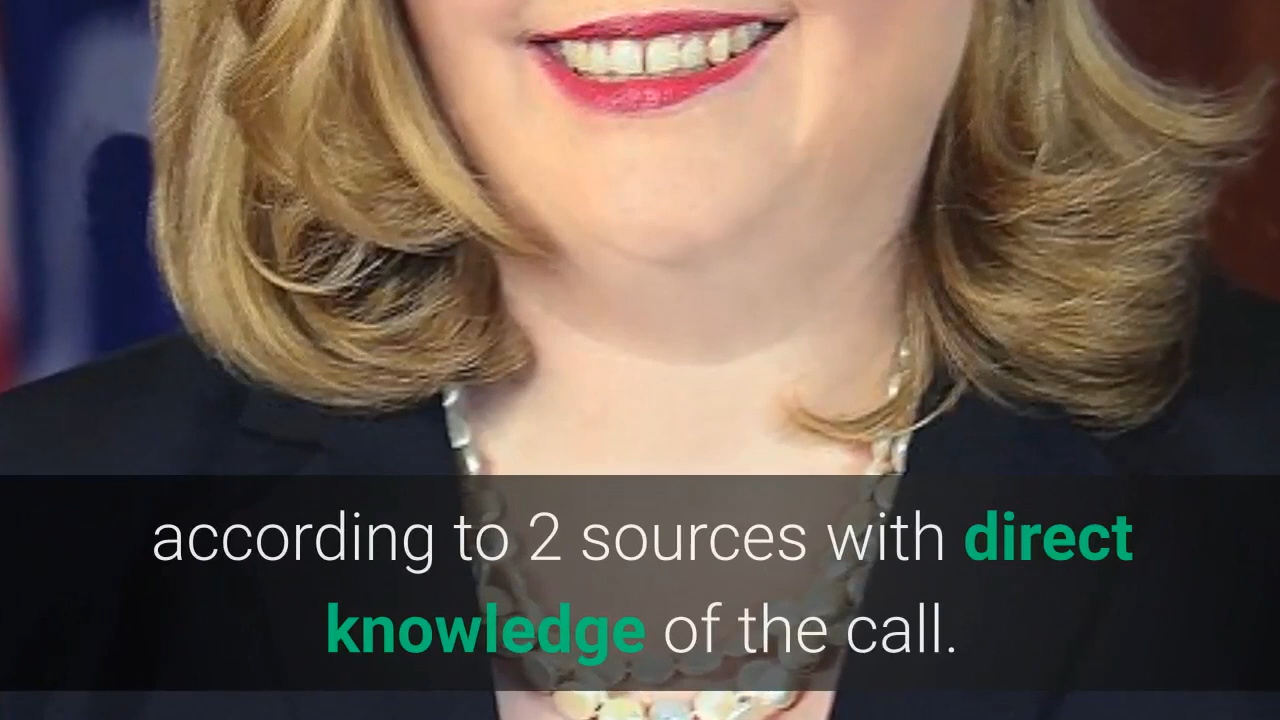 according to 2 sources with direct
knowledge of the call.